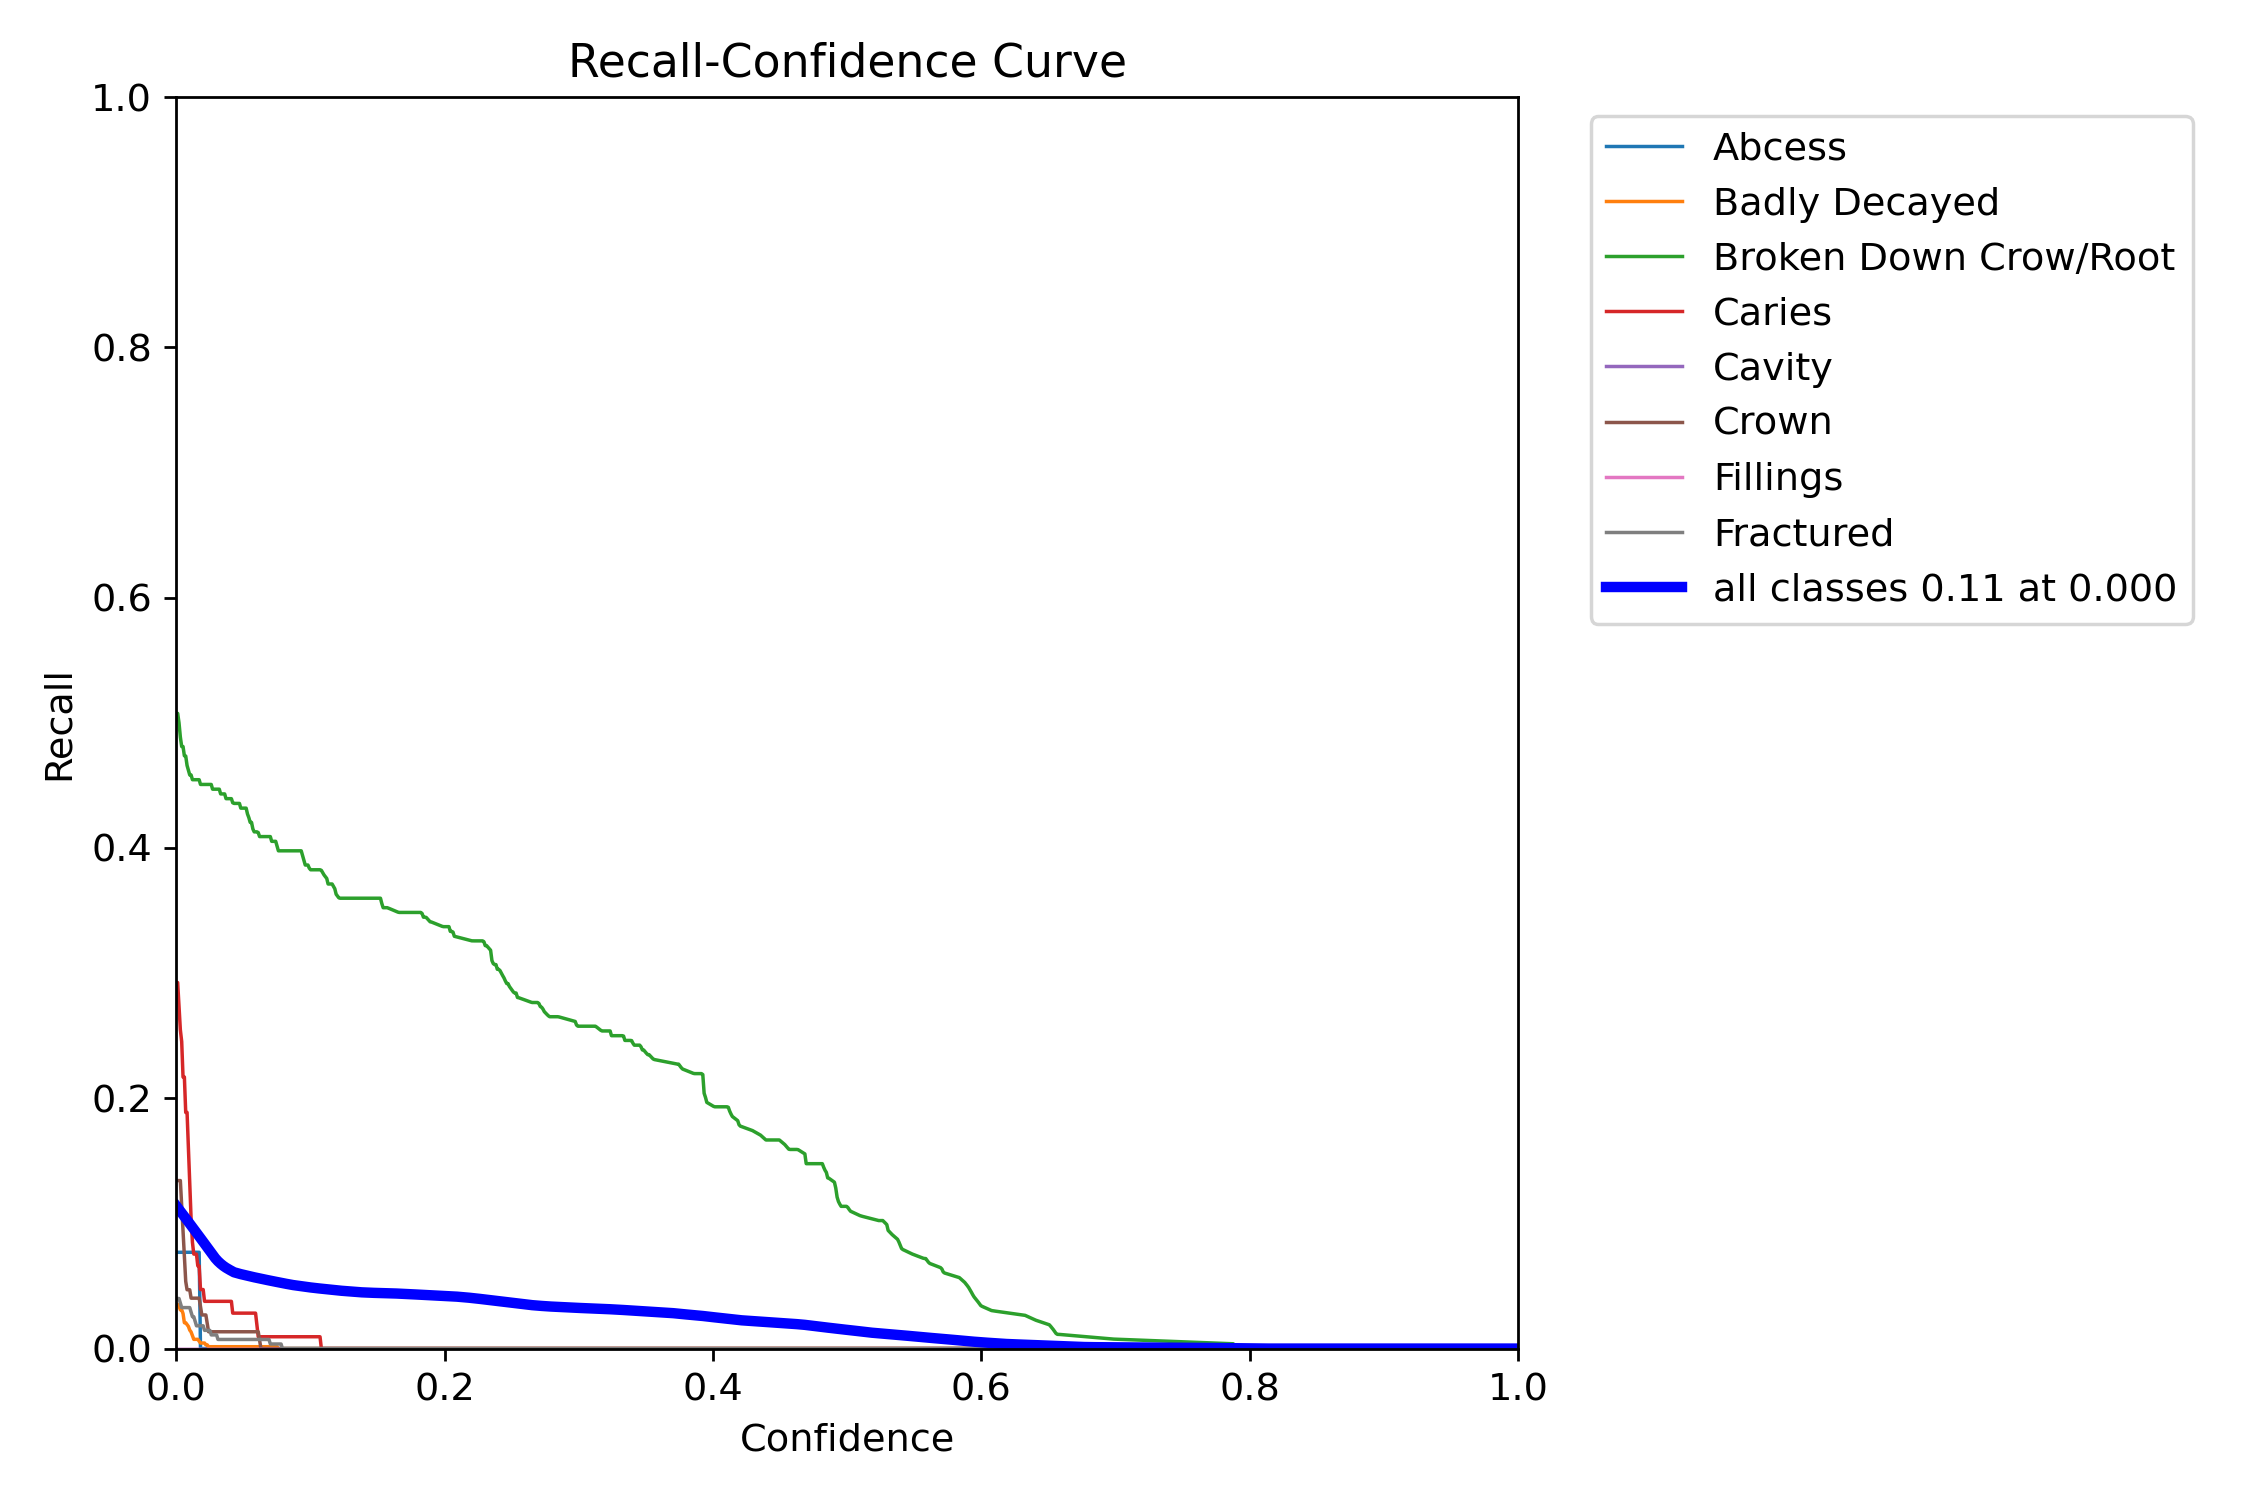 Recall-Confidence Curve
1.0
0.8
0.6
0.4
0.2
0.0
Recall
0.0 0.2 0.4 0.6 0.8 1.0
Confidence
Abcess
Badly Decayed
Broken Down Crow/Root
Caries
Cavity
Crown
Fillings
Fractured
all classes 0.11 at 0.000